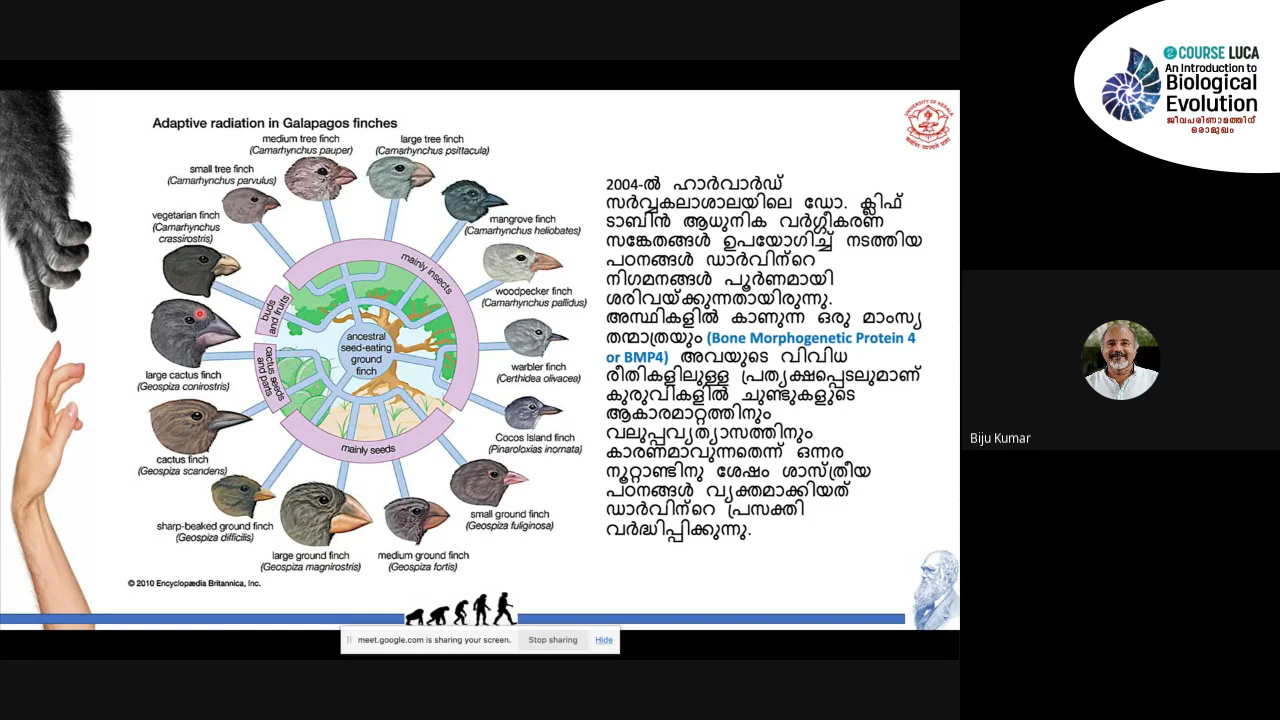 Adaptive radiation in Galapagos finches
medium tree finch
(Camarhynchus pauper)
large tree finch
(Camarhynchus psittacula)
small tree finch
(Camarhynchus parvulus)
mangrove finch
(Camarhynchus heliobates)
vegetarian finch
(Camarhynchus
crassirostris)
woodpecker finch
(Camarhynchus pallidus)
mainly insects
buds
and fruits
ancestral
seed-eating
ground
finch
cactus seeds
and parts
mainly seeds
large cactus finch
(Geospiza conirostris)
warbler finch
(Certhidea olivacea)
cactus finch
(Geospiza scandens)
Cocos Island finch
(Pinaroloxias inornata)
sharp-beaked ground finch
(Geospiza difficilis)
small ground finch
(Geospiza fuliginosa)
large ground finch
(Geospiza magnirostris)
medium ground finch
(Geospiza fortis)
© 2010 Encyclopædia Britannica, Inc.
UNIVERSITY OF KERALA
2004-ൽ ഹാർവാർഡ്
സർവ്വകലാശാലയിലെ ഡോ. ക്ലിഫ്
ടാബിൻ ആധുനിക വർഗ്ഗീകരണ
സങ്കേതങ്ങൾ ഉപയോഗിച്ച് നടത്തിയ
പഠനങ്ങൾ ഡാർവിന്റെ
നിഗമനങ്ങൾ പൂർണമായി
ശരിവയ്ക്കുന്നതായിരുന്നു.
അസ്ഥികളിൽ കാണുന്ന ഒരു മാംസ്യ
തന്മാത്രയും (Bone Morphogenetic Protein 4
or BMP4) അവയുടെ വിവിധ
രീതികളിലുള്ള പ്രത്യക്ഷപ്പെടലുമാണ്
കുരുവികളിൽ ചുണ്ടുകളുടെ
ആകാരമാറ്റത്തിനും
വലുപ്പവ്യത്യാസത്തിനും
കാരണമാവുന്നതെന്ന് ഒന്നര
നൂറ്റാണ്ടിനു ശേഷം ശാസ്ത്രീയ
പഠനങ്ങൾ വ്യക്തമാക്കിയത്
ഡാർവിന്റെ പ്രസക്തി
വർദ്ധിപ്പിക്കുന്നു.
meet.google.com is sharing your screen.
Stop sharing
Hide
COURSE LUCA
An Introduction to
Biological
Evolution
ജീവപരിണാമത്തിന്
ഒരാമുഖം
Biju Kumar